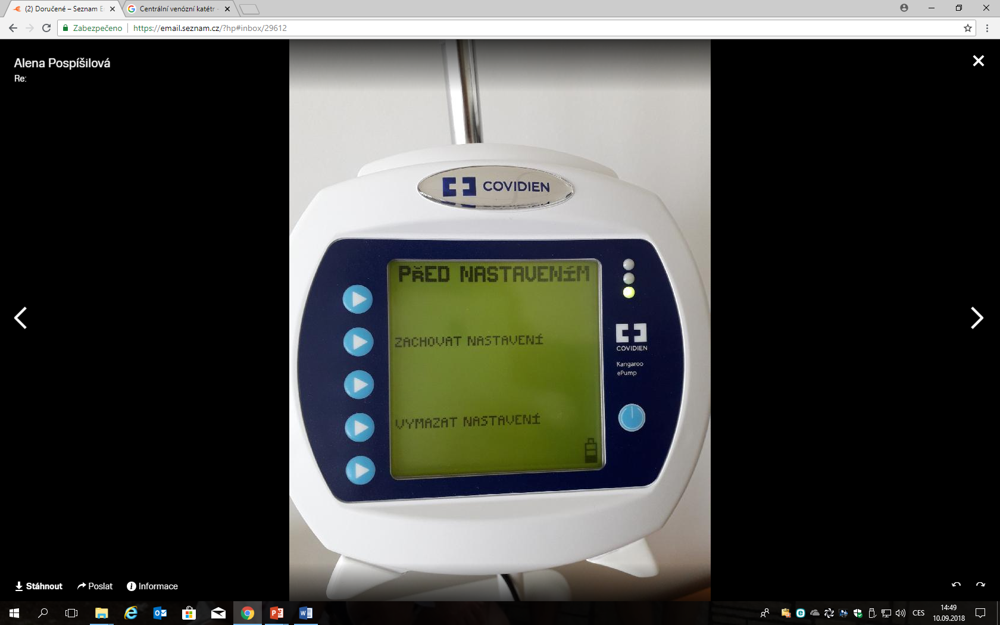 (2) Doručené – Seznam E
Centrální venózní katétr -
Zabezpečeno
https://email.seznam.cz/?hp#inbox/29612
Alena Pospíšilová
Re:
COVIDIEN
PŘED NASTAVENÍM
ZACHOVAT NASTAVENÍ
VYMAZAT NASTAVENÍ
COVIDIEN
Kangaroo
ePump
Stáhnout
Poslat
Informace
CES
14:49
10.09.2018